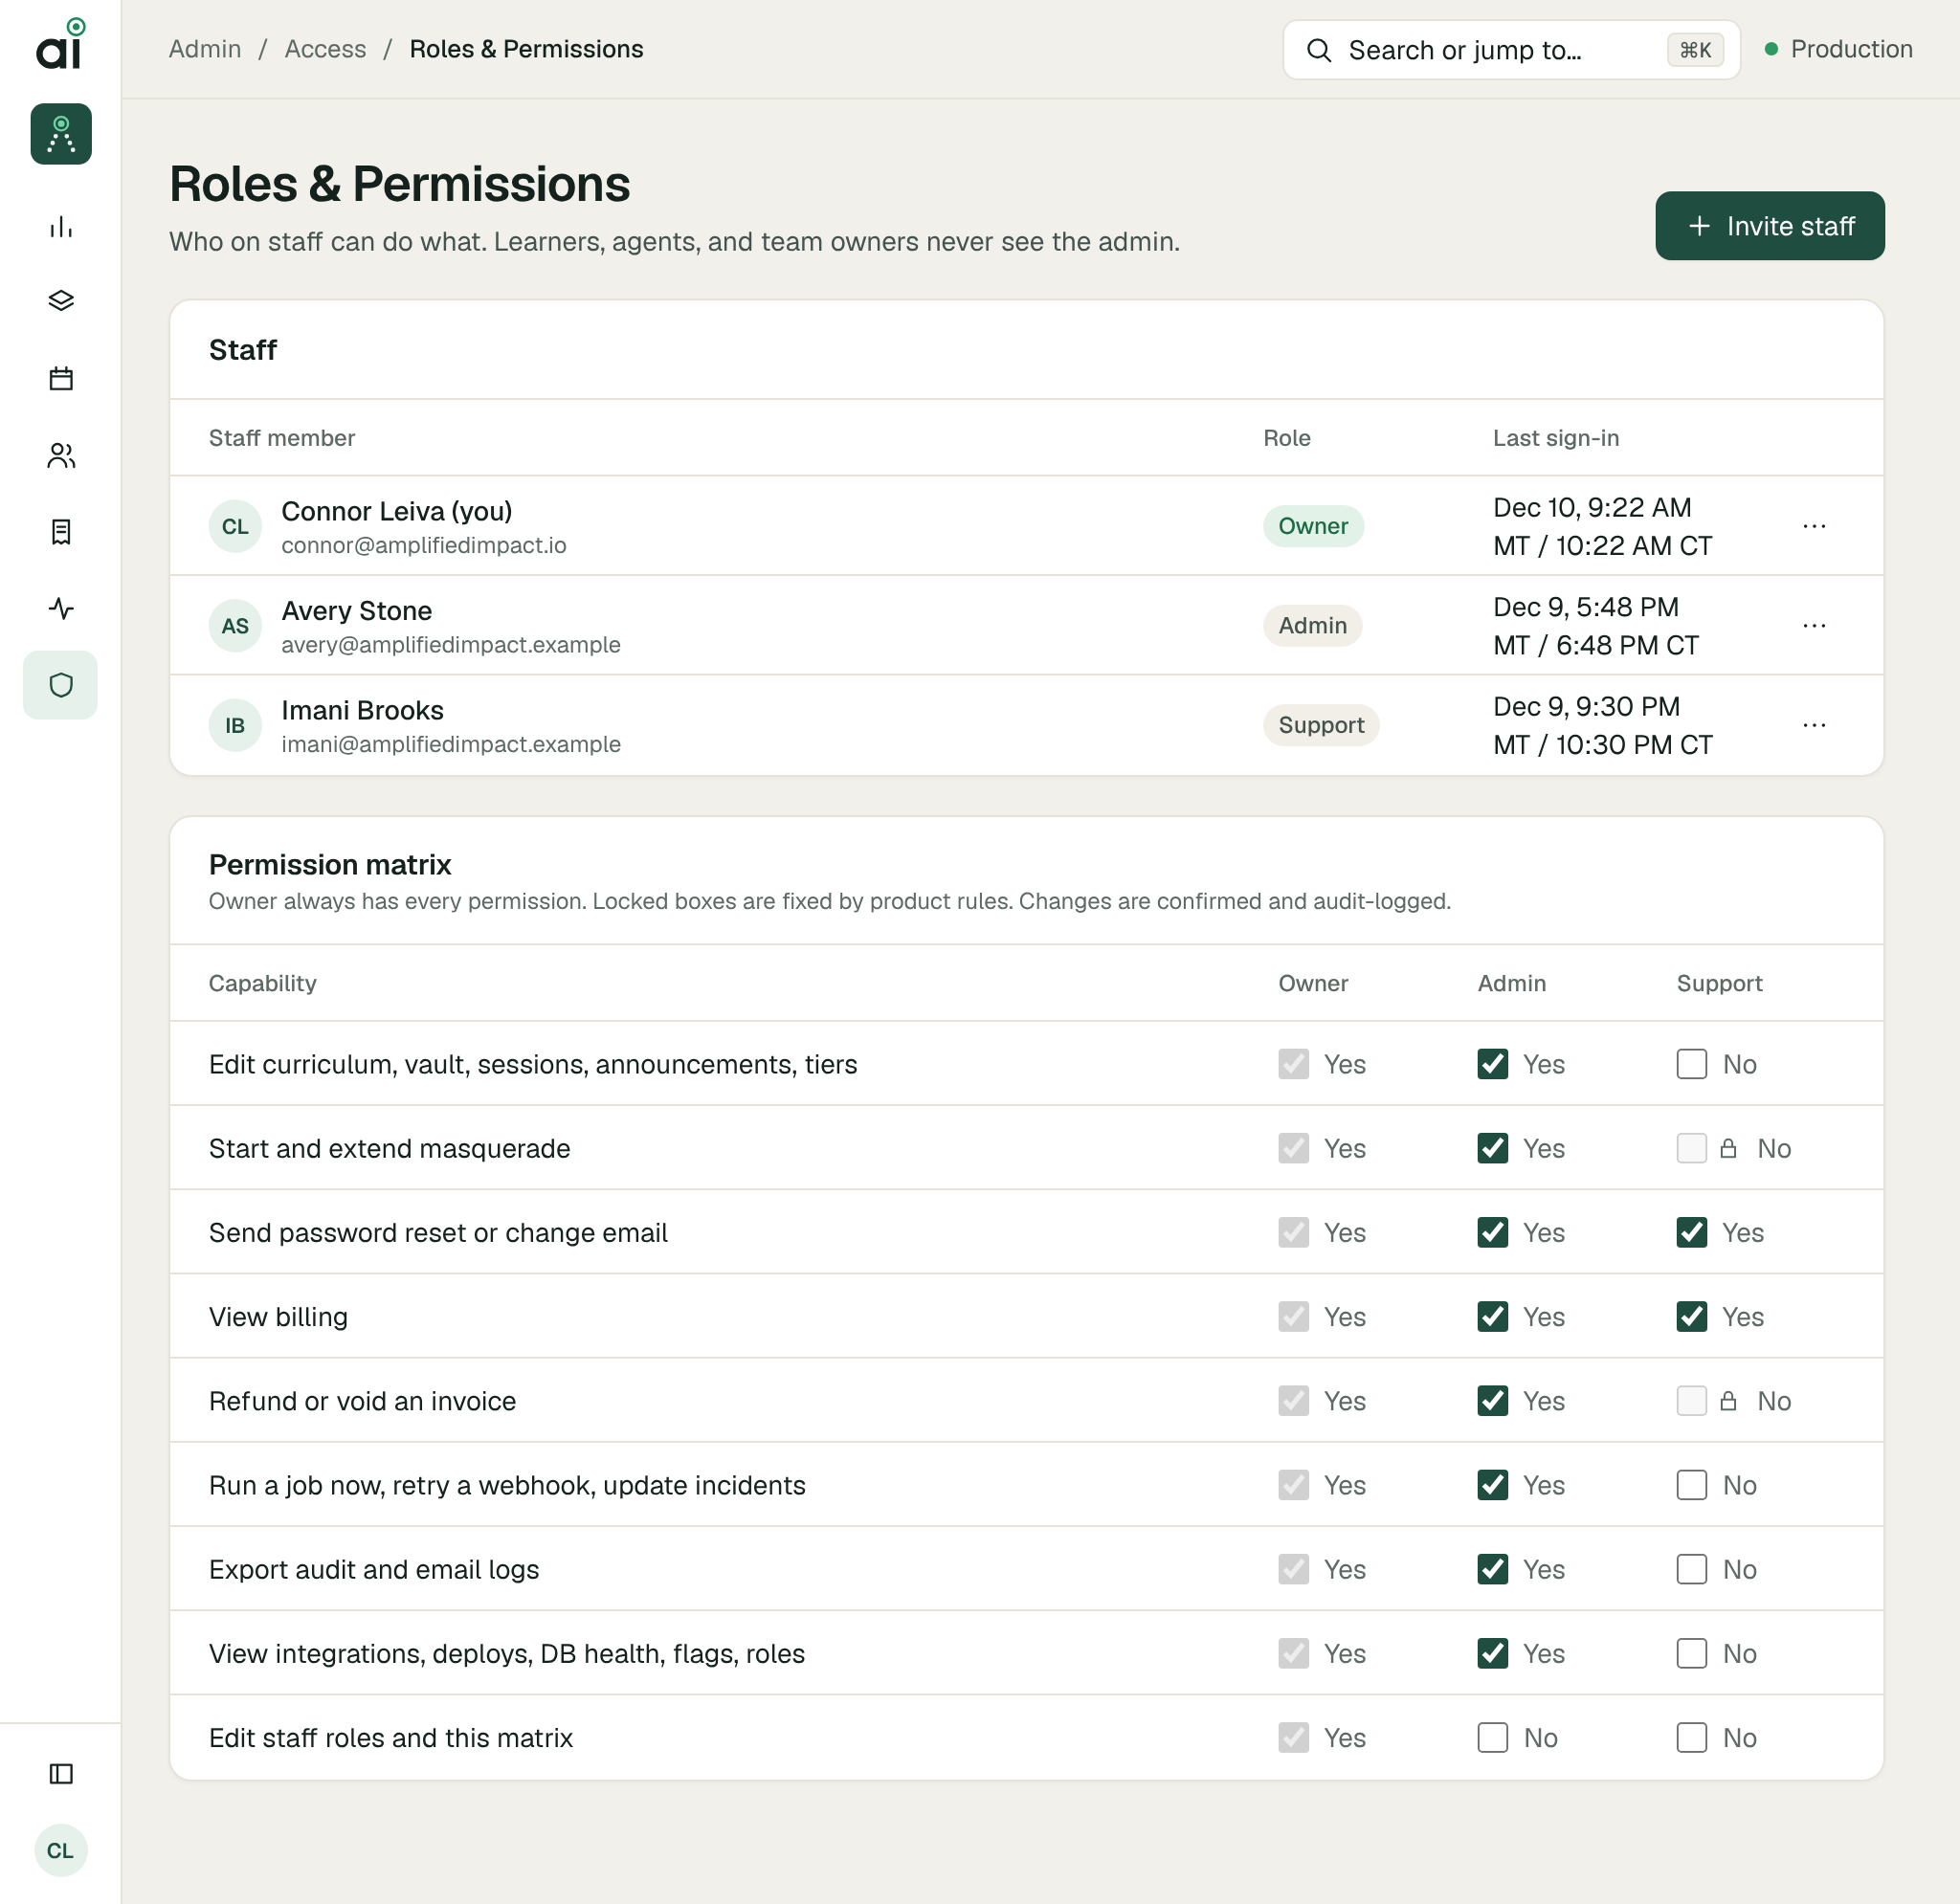 ai
Admin / Access / Roles & Permissions
Search or jump to... ⌘K
Production
Roles & Permissions
Who on staff can do what. Learners, agents, and team owners never see the admin.
+ Invite staff
Staff
Staff member Role Last sign-in
CL Connor Leiva (you) Owner Dec 10, 9:22 AM
connor@amplifiedimpact.io MT / 10:22 AM CT
AS Avery Stone Admin Dec 9, 5:48 PM
avery@amplifiedimpact.example MT / 6:48 PM CT
IB Imani Brooks Support Dec 9, 9:30 PM
imani@amplifiedimpact.example MT / 10:30 PM CT
Permission matrix
Owner always has every permission. Locked boxes are fixed by product rules. Changes are confirmed and audit-logged.
Capability Owner Admin Support
Edit curriculum, vault, sessions, announcements, tiers Yes Yes No
Start and extend masquerade Yes Yes No
Send password reset or change email Yes Yes Yes
View billing Yes Yes Yes
Refund or void an invoice Yes Yes No
Run a job now, retry a webhook, update incidents Yes Yes No
Export audit and email logs Yes Yes No
View integrations, deploys, DB health, flags, roles Yes Yes No
Edit staff roles and this matrix Yes No No
CL